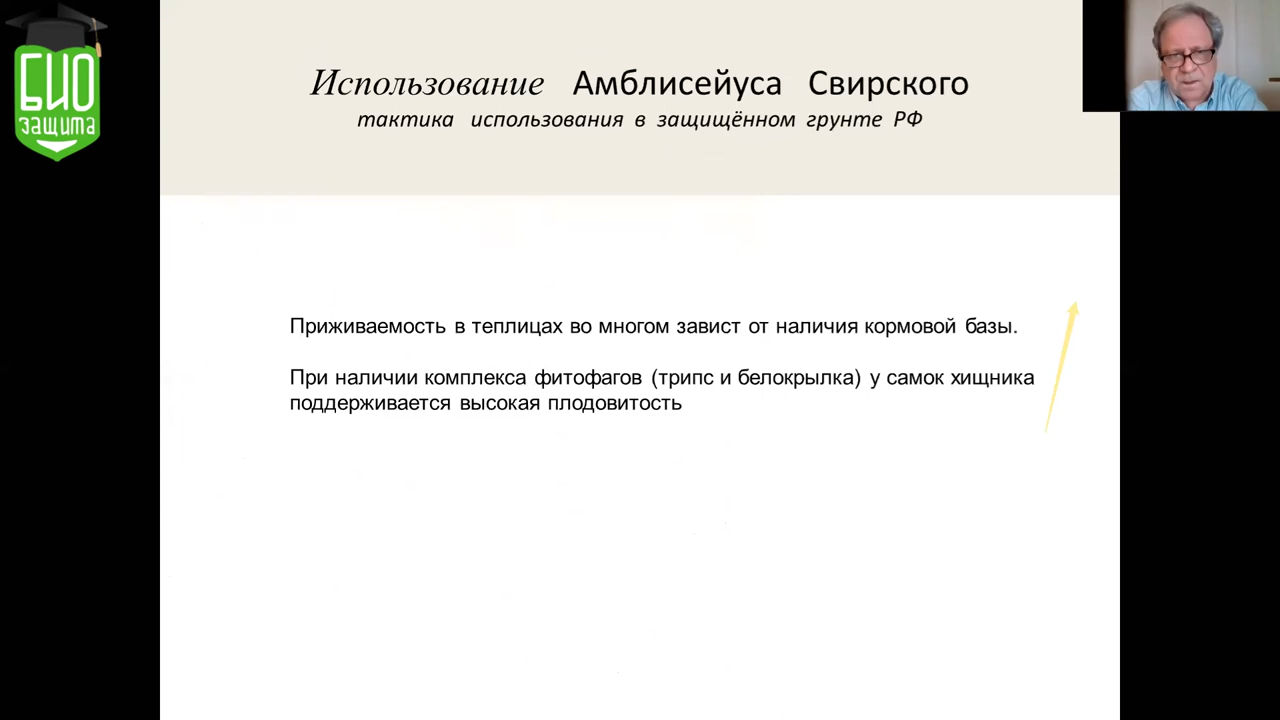 БИО
защита
Использование Амблисейуса Свирского
тактика использования в защищённом грунте РФ
Приживаемость в теплицах во многом завист от наличия кормовой базы.
При наличии комплекса фитофагов (трипс и белокрылка) у самок хищника
поддерживается высокая плодовитость